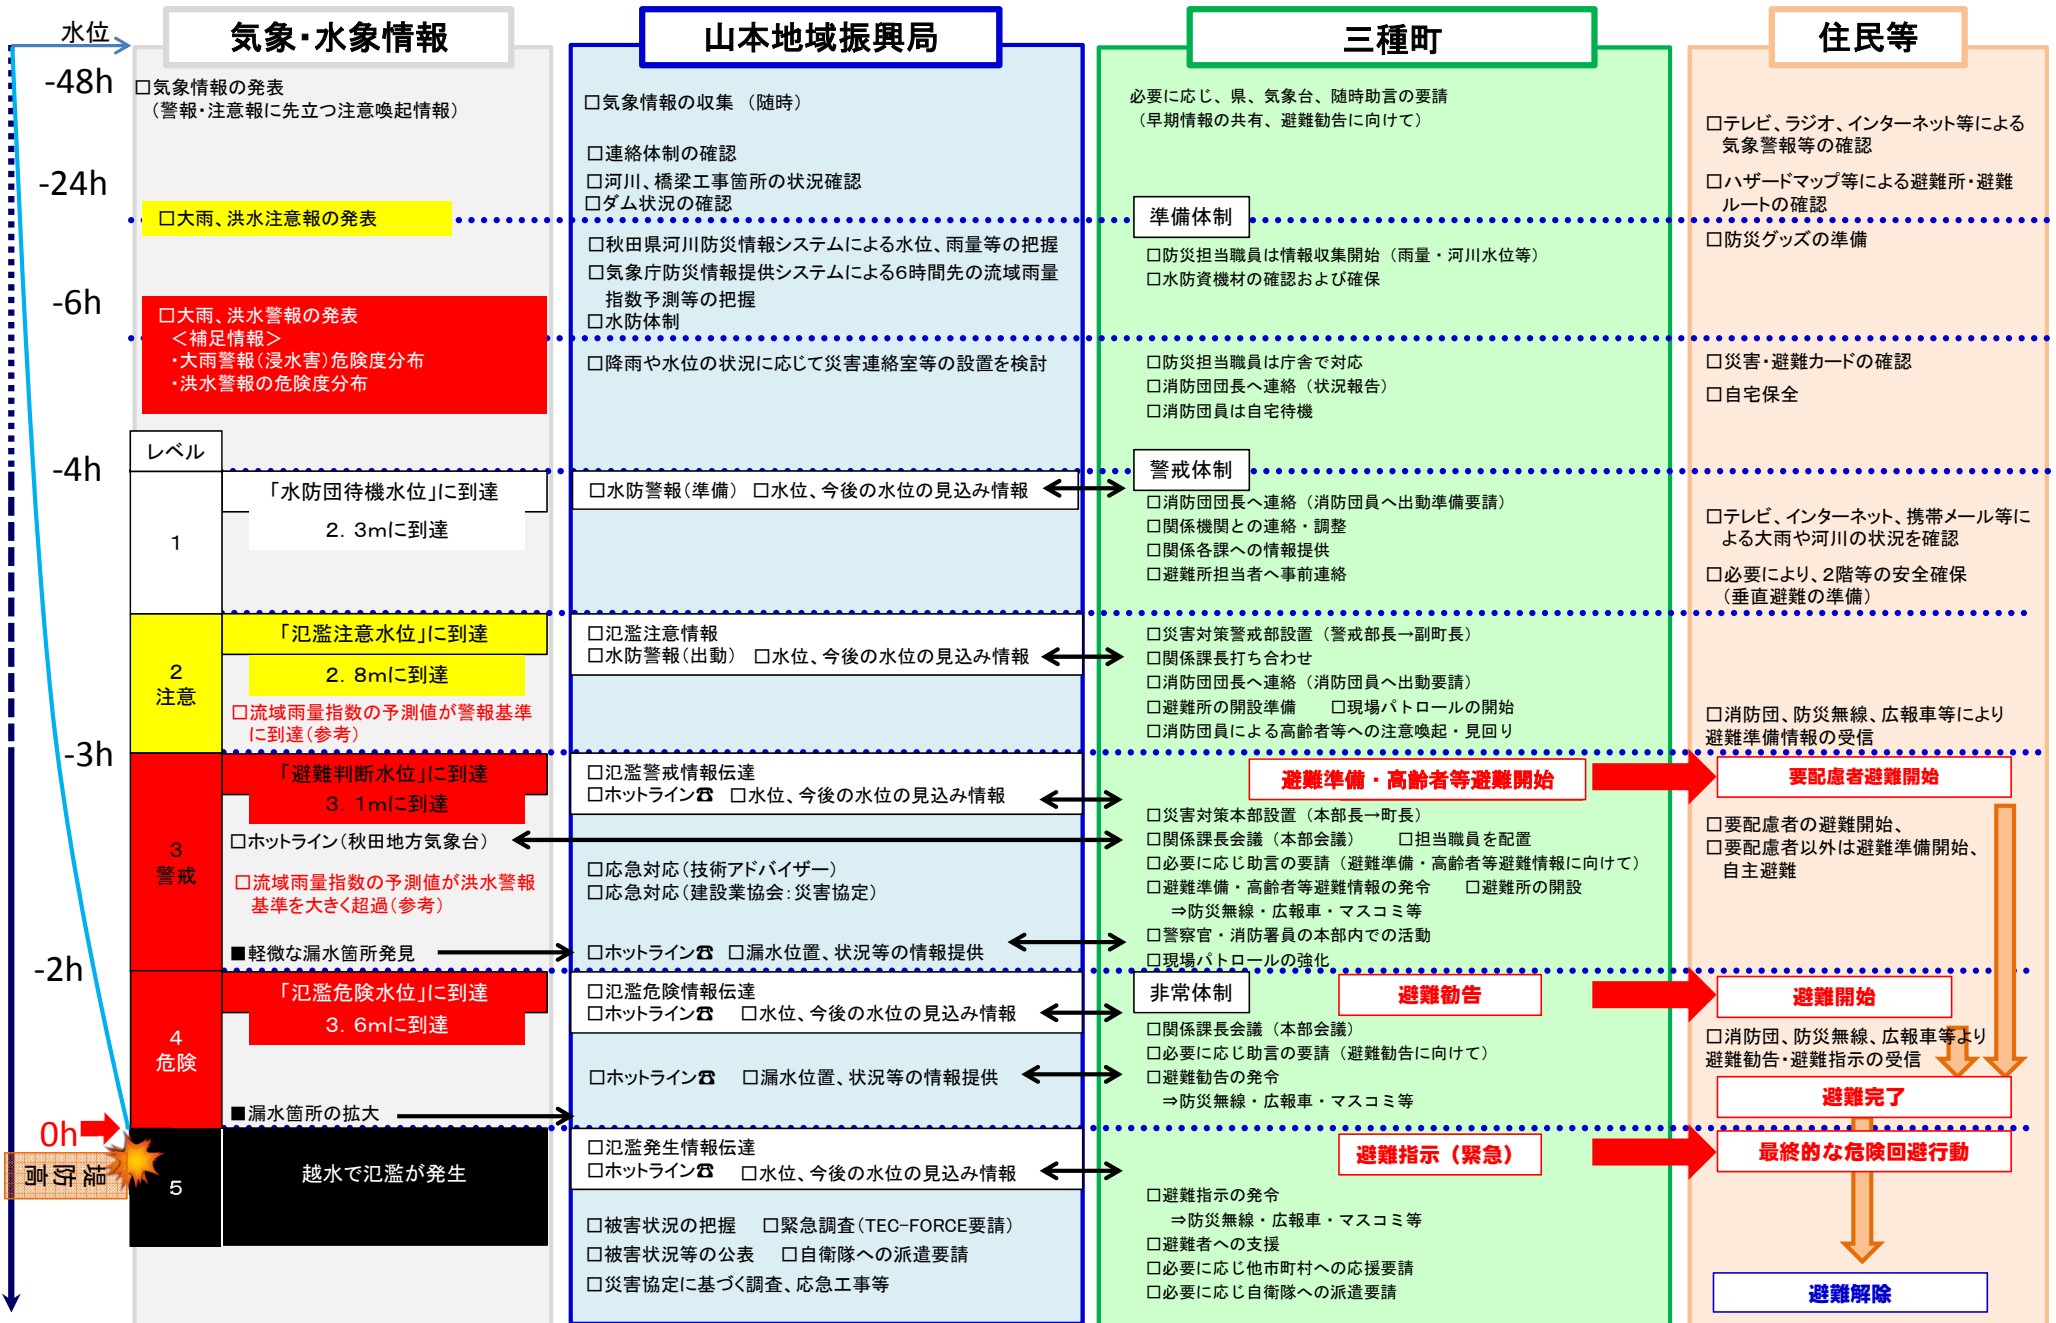 水位
-48h
-24h
-6h
-4h
-3h
-2h
0h
堤防高
気象・水象情報
□気象情報の発表
（警報・注意報に先立つ注意喚起情報）
□大雨、洪水注意報の発表
□大雨、洪水警報の発表
＜補足情報＞
・大雨警報(浸水害)危険度分布
・洪水警報の危険度分布
レベル
1
「水防団待機水位」に到達
2．3mに到達
2
注意
「氾濫注意水位」に到達
2．8mに到達
□流域雨量指数の予測値が警報基準
に到達(参考)
3
警戒
「避難判断水位」に到達
3．1mに到達
□ホットライン(秋田地方気象台)
□流域雨量指数の予測値が洪水警報
基準を大きく超過(参考)
■軽微な漏水箇所発見
4
危険
「氾濫危険水位」に到達
3．6mに到達
■漏水箇所の拡大
5
越水で氾濫が発生
山本地域振興局
□気象情報の収集 （随時）
□連絡体制の確認
□河川、橋梁工事箇所の状況確認
□ダム状況の確認
□秋田県河川防災情報システムによる水位、雨量等の把握
□気象庁防災情報提供システムによる6時間先の流域雨量
指数予測等の把握
□水防体制
□降雨や水位の状況に応じて災害連絡室等の設置を検討
□水防警報(準備) □水位、今後の水位の見込み情報
□氾濫注意情報
□水防警報(出動) □水位、今後の水位の見込み情報
□氾濫警戒情報伝達
□ホットライン☎ □水位、今後の水位の見込み情報
□応急対応(技術アドバイザー)
□応急対応(建設業協会：災害協定)
□ホットライン☎ □漏水位置、状況等の情報提供
□氾濫危険情報伝達
□ホットライン☎ □水位、今後の水位の見込み情報
□ホットライン☎ □漏水位置、状況等の情報提供
□氾濫発生情報伝達
□ホットライン☎ □水位、今後の水位の見込み情報
□被害状況の把握 □緊急調査(TEC-FORCE要請)
□被害状況等の公表 □自衛隊への派遣要請
□災害協定に基づく調査、応急工事等
三種町
必要に応じ、県、気象台、随時助言の要請
（早期情報の共有、避難勧告に向けて）
準備体制
□防災担当職員は情報収集開始（雨量・河川水位等）
□水防資機材の確認および確保
□防災担当職員は庁舎で対応
□消防団団長へ連絡（状況報告）
□消防団員は自宅待機
警戒体制
□消防団団長へ連絡（消防団員へ出動準備要請）
□関係機関との連絡・調整
□関係各課への情報提供
□避難所担当者へ事前連絡
□災害対策警戒部設置（警戒部長→副町長）
□関係課長打ち合わせ
□消防団団長へ連絡（消防団員へ出動要請）
□避難所の開設準備 □現場パトロールの開始
□消防団員による高齢者等への注意喚起・見回り
避難準備・高齢者等避難開始
□災害対策本部設置（本部長→町長）
□関係課長会議（本部会議） □担当職員を配置
□必要に応じ助言の要請（避難準備・高齢者等避難情報に向けて）
□避難準備・高齢者等避難情報の発令 □避難所の開設
⇒防災無線・広報車・マスコミ等
□警察官・消防署員の本部内での活動
□現場パトロールの強化
非常体制
避難勧告
□関係課長会議（本部会議）
□必要に応じ助言の要請（避難勧告に向けて）
□避難勧告の発令
⇒防災無線・広報車・マスコミ等
避難指示（緊急）
□避難指示の発令
⇒防災無線・広報車・マスコミ等
□避難者への支援
□必要に応じ他市町村への応援要請
□必要に応じ自衛隊への派遣要請
住民等
□テレビ、ラジオ、インターネット等による
気象警報等の確認
□ハザードマップ等による避難所・避難
ルートの確認
□防災グッズの準備
□災害・避難カードの確認
□自宅保全
□テレビ、インターネット、携帯メール等に
よる大雨や河川の状況を確認
□必要により、2階等の安全確保
（垂直避難の準備）
□消防団、防災無線、広報車等により
避難準備情報の受信
要配慮者避難開始
□要配慮者の避難開始、
□要配慮者以外は避難準備開始、
自主避難
避難開始
□消防団、防災無線、広報車等より
避難勧告・避難指示の受信
避難完了
最終的な危険回避行動
避難解除